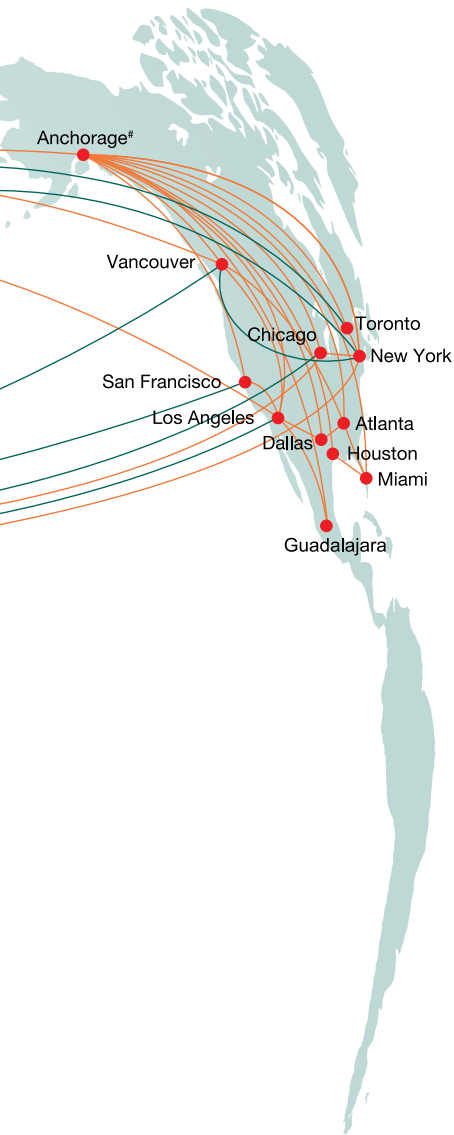 Anchorage#
Vancouver
Toronto
Chicago
New York
San Francisco
Los Angeles
Atlanta
Dallas
Houston
Miami
Guadalajara